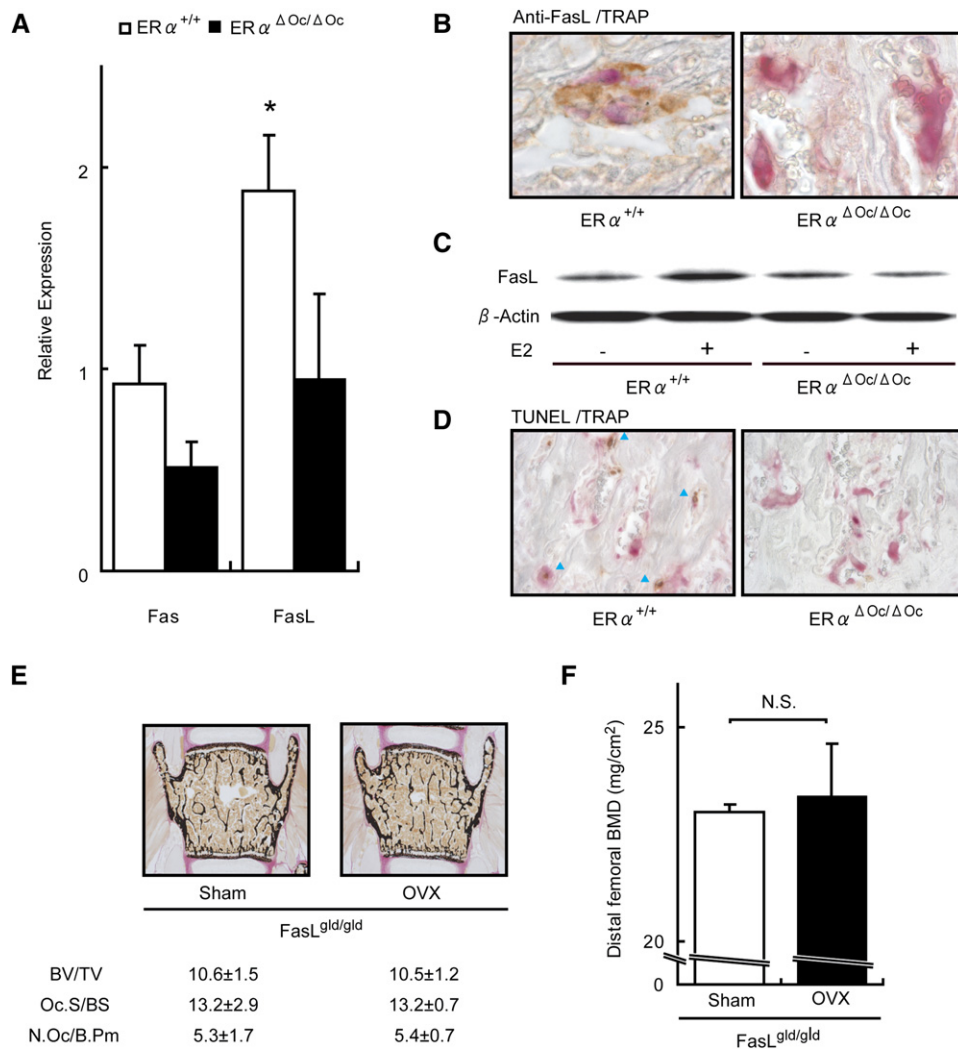 A
ERα+/+ ERαΔOc/ΔOc
Relative Expression
2
1
0
*
Fas FasL
B
Anti-FasL /TRAP
ERα+/+ ERαΔOc/ΔOc
C
FasL
β-Actin
E2 - + - +
ERα+/+ ERαΔOc/ΔOc
D
TUNEL /TRAP
ERα+/+ ERαΔOc/ΔOc
E
Sham OVX
FasLgld/gld
BV/TV 10.6±1.5 10.5±1.2
Oc.S/BS 13.2±2.9 13.2±0.7
N.Oc/B.Pm 5.3±1.7 5.4±0.7
F
Distal femoral BMD (mg/cm2)
25
20
0
N.S.
Sham OVX
FasLgld/gld